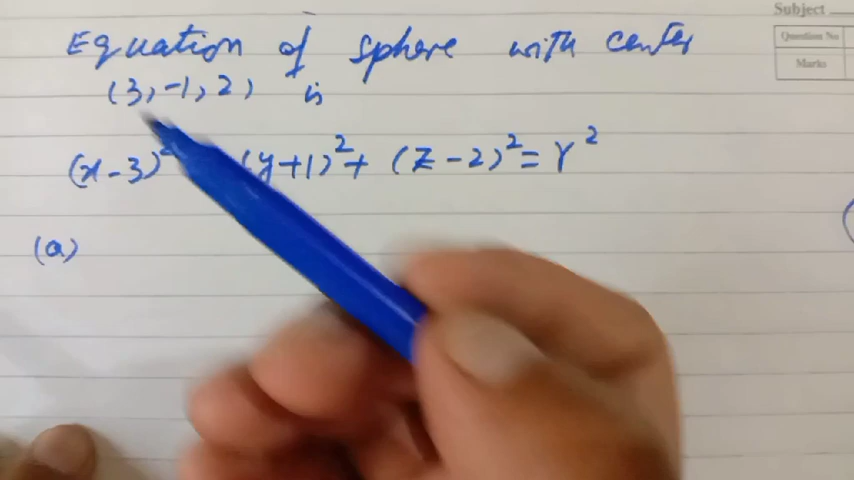 Subject
Equation of sphere with center
Question No
(3, -1, 2) is
Marks
(x - 3)² (y + 1)² + (z - 2)² = r²
(a)